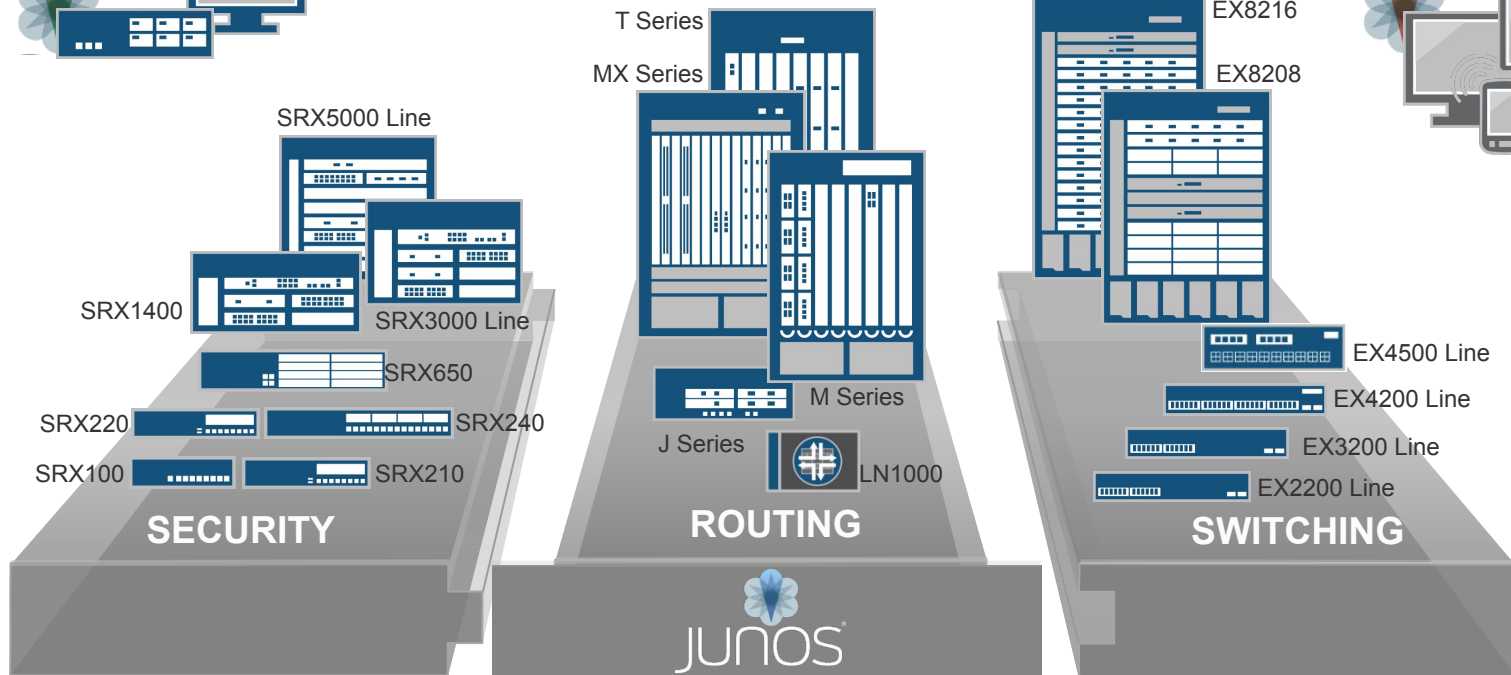 SRX5000 Line
SRX1400
SRX3000 Line
SRX650
SRX220
SRX240
SRX100
SRX210
SECURITY
T Series
MX Series
M Series
J Series
LN1000
ROUTING
JUNOS
EX8216
EX8208
EX4500 Line
EX4200 Line
EX3200 Line
EX2200 Line
SWITCHING